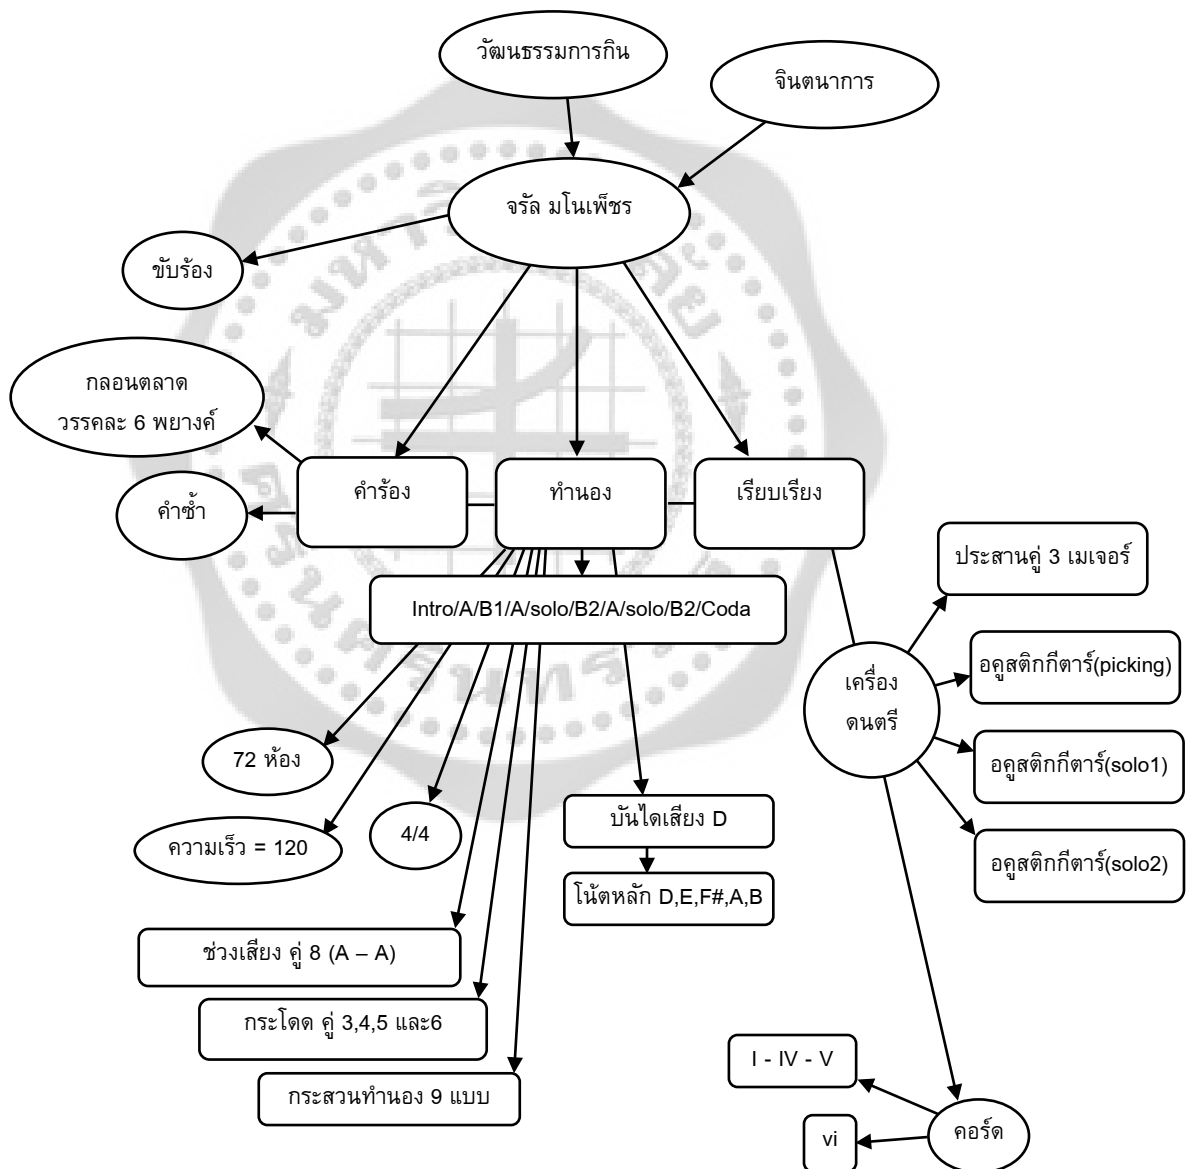 วัฒนธรรมการกิน
จินตนาการ
จรัล มโนเพ็ชร
ขับร้อง
กลอนตลาด
วรรคละ 6 พยางค์
คำร้อง
ทำนอง
เรียบเรียง
คำซ้ำ
ประสานคู่ 3 เมเจอร์
Intro/A/B1/A/solo/B2/A/solo/B2/Coda
อคูสติกกีตาร์(picking)
เครื่อง
ดนตรี
72 ห้อง
อคูสติกกีตาร์(solo1)
บันไดเสียง D
4/4
ความเร็ว = 120
อคูสติกกีตาร์(solo2)
โน้ตหลัก D,E,F#,A,B
ช่วงเสียง คู่ 8 (A – A)
กระโดด คู่ 3,4,5 และ6
I - IV - V
กระสวนทำนอง 9 แบบ
vi
คอร์ด